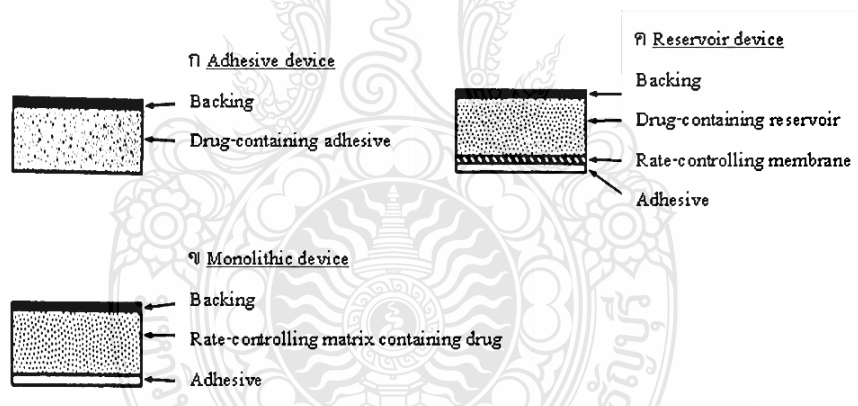 ก Adhesive device
Backing
Drug-containing adhesive
ค Reservoir device
Backing
Drug-containing reservoir
Rate-controlling membrane
Adhesive
ข Monolithic device
Backing
Rate-controlling matrix containing drug
Adhesive